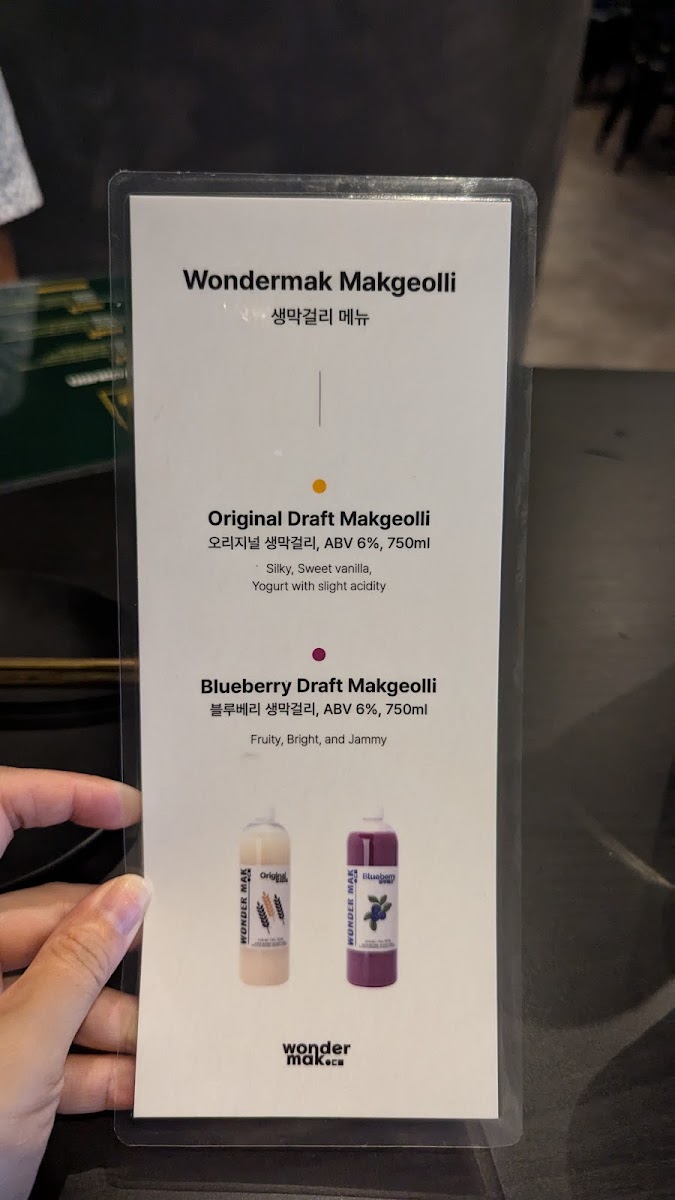 Wondermak Makgeolli
생막걸리 메뉴
Original Draft Makgeolli
오리지널 생막걸리, ABV 6%, 750ml
Silky, Sweet vanilla,
Yogurt with slight acidity
Blueberry Draft Makgeolli
블루베리 생막걸리, ABV 6%, 750ml
Fruity, Bright, and Jammy
WONDER MAK
Original
WONDER MAK
Blueberry
wonder
mak